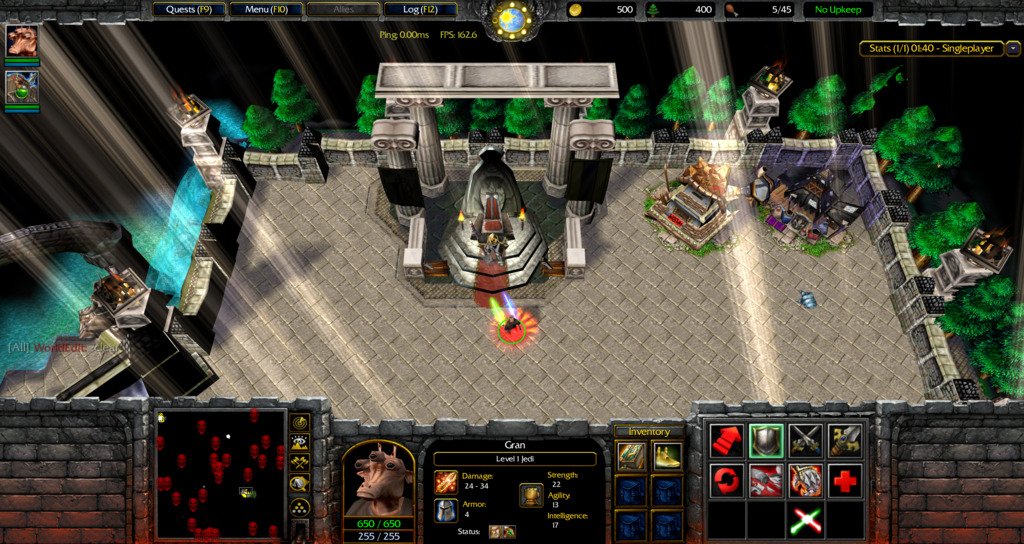 Quests (F9)
Menu (F10)
Allies
Log (F12)
500
400
5/45
No Upkeep
Ping: 0.00ms FPS: 162.6
Stats (1/1) 01:40 - Singleplayer
[All] WorldEdit: -clear
Gran
Level 1 Jedi
Damage:
24 - 34
Armor:
4
Strength:
22
Agility:
13
Intelligence:
17
Status:
650 / 650
255 / 255
Inventory